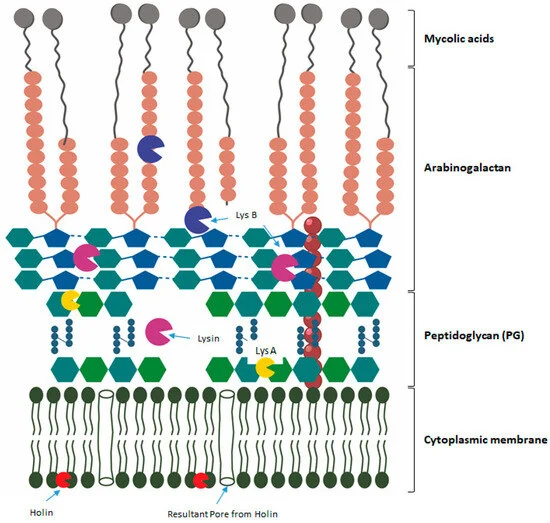 Mycolic acids
Arabinogalactan
Lys B
Peptidoglycan (PG)
Lysin
Lys A
Cytoplasmic membrane
Holin
Resultant Pore from Holin